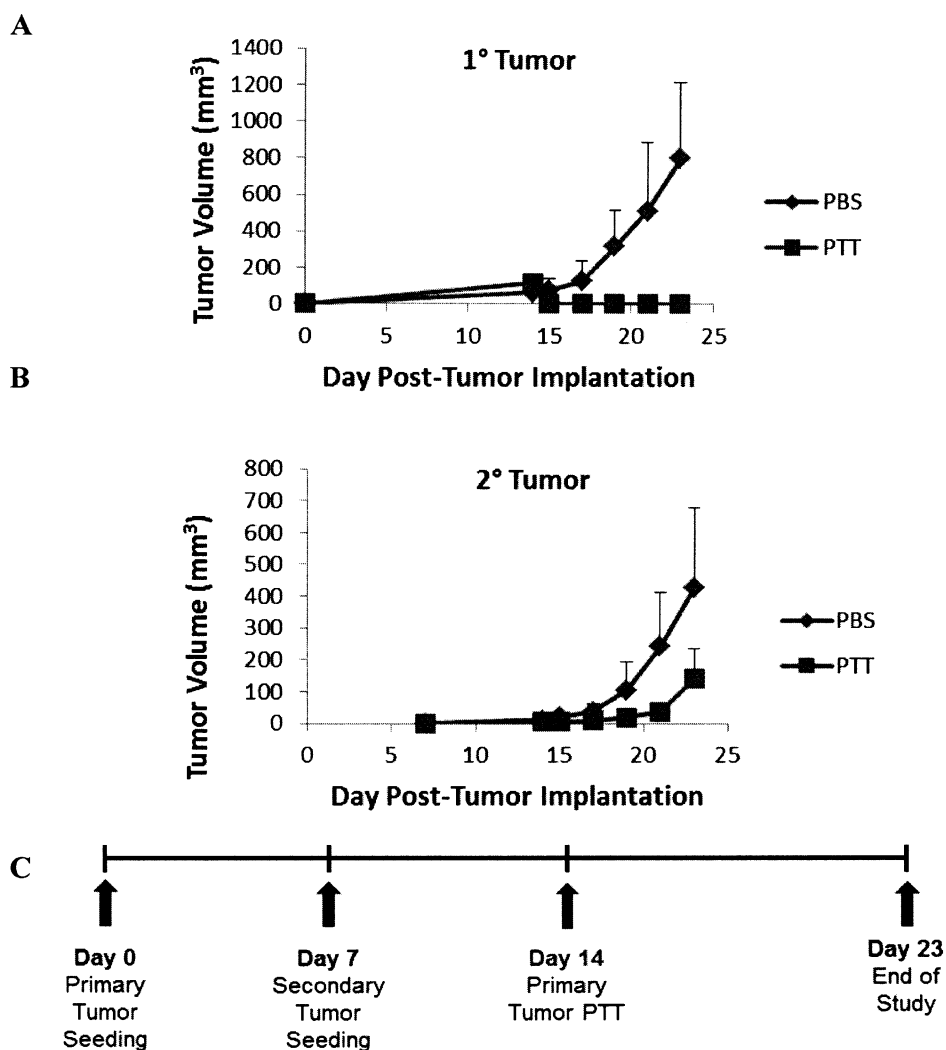 A
1° Tumor
1400
1200
1000
800
600
400
200
0
Tumor Volume (mm³)
0 5 10 15 20 25
Day Post-Tumor Implantation
PBS
PTT
B
2° Tumor
800
700
600
500
400
300
200
100
0
Tumor Volume (mm³)
0 5 10 15 20 25
Day Post-Tumor Implantation
PBS
PTT
C
Day 0
Primary
Tumor
Seeding
Day 7
Secondary
Tumor
Seeding
Day 14
Primary
Tumor PTT
Day 23
End of
Study